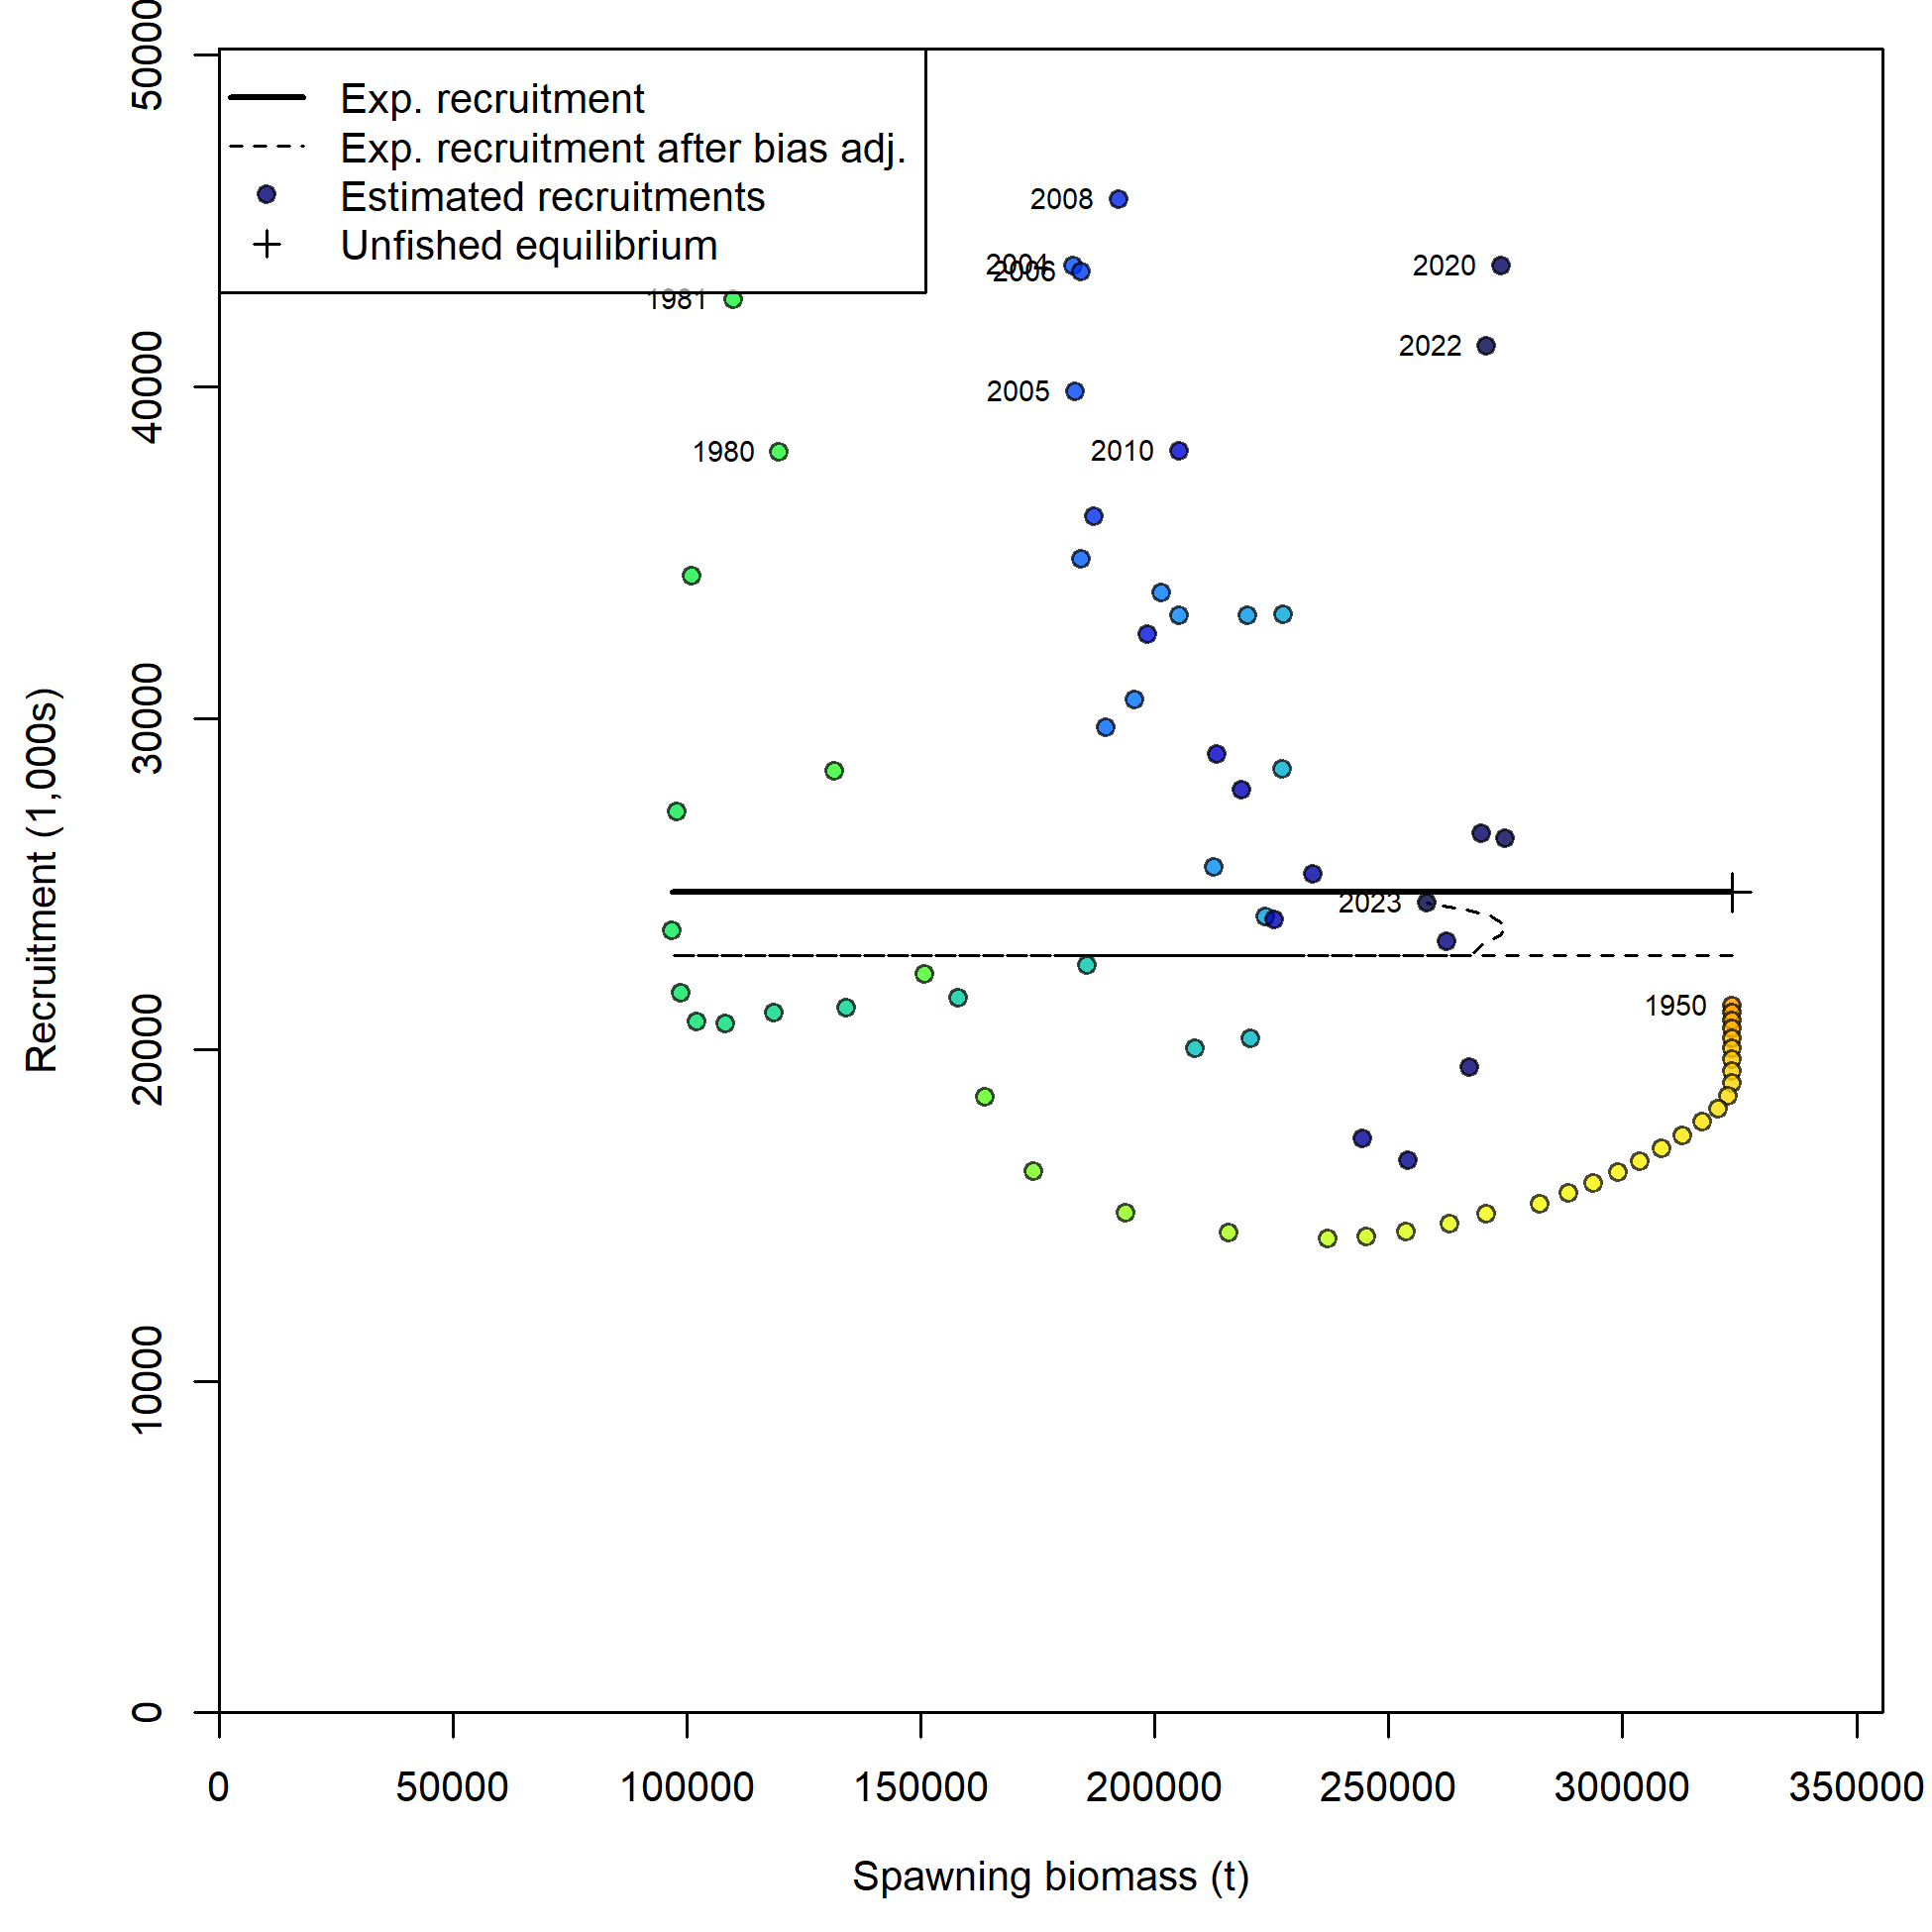 Exp. recruitment
Exp. recruitment after bias adj.
Estimated recruitments
Unfished equilibrium
2008
2004
2006
2020
1981
2022
2005
1980
2010
2023
1950
Recruitment (1,000s)
50000
40000
30000
20000
10000
0
0 50000 100000 150000 200000 250000 300000 350000
Spawning biomass (t)